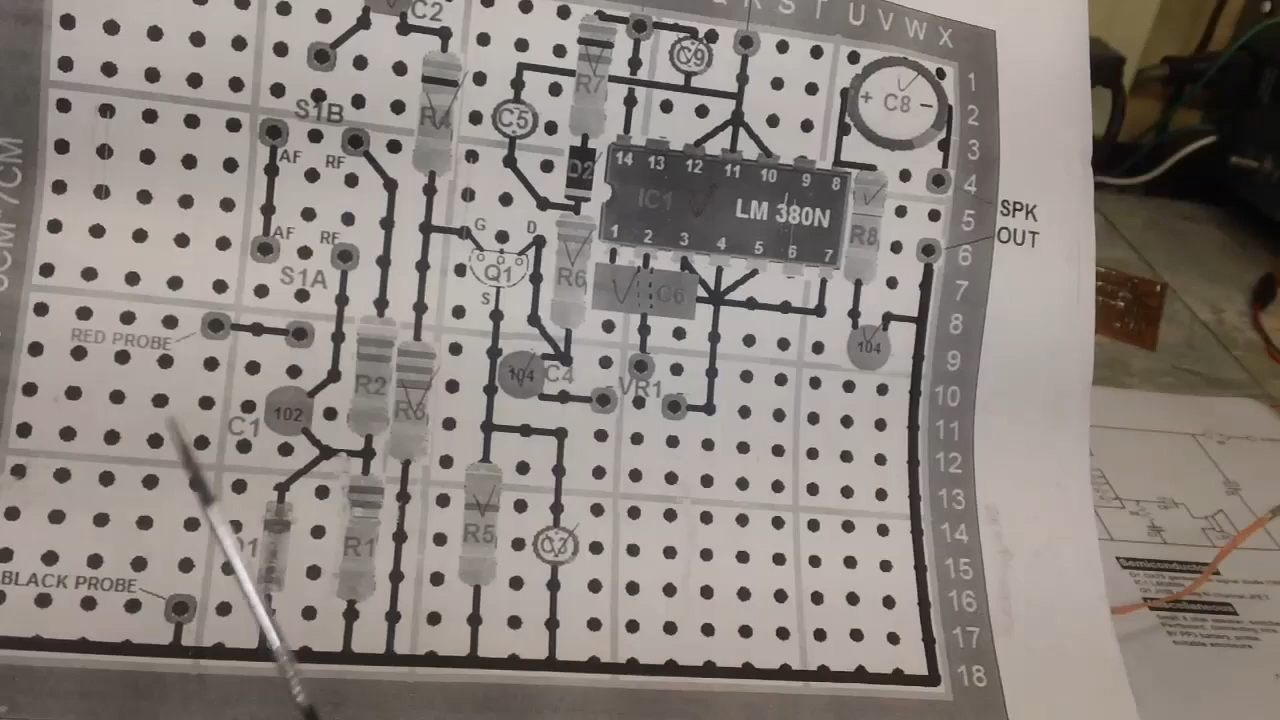 R S T U V W X
C2
C9
1
R7
+ C8 -
2
S1B
R4
C5
3
AF RF
D2
14 13 12 11 10 9 8
4
IC1
LM 380N
SPK
OUT
5
G D
R8
AF RF
1 2 3 4 5 6 7
6
S1A
Q1
R6
C6
7
S
RED PROBE
8
104
9
R2
104 C4
VR1
10
C1 102
R3
11
12
13
R1
R5
C3
14
15
BLACK PROBE
16
17
18